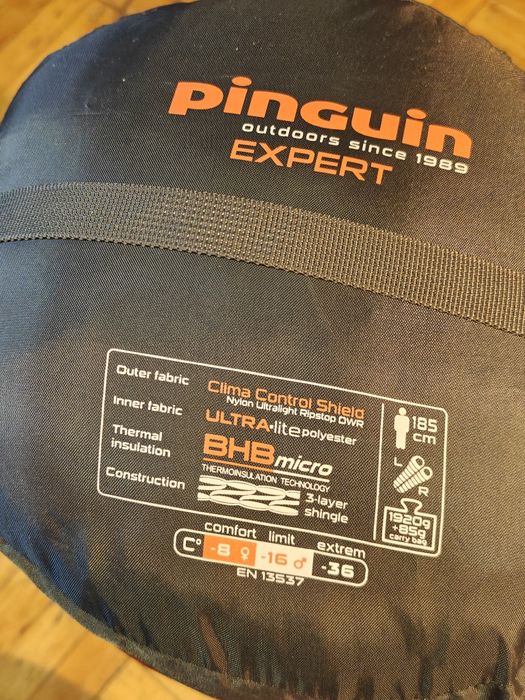 Pinguin
outdoors since 1989
EXPERT
Outer fabric
Clima Control Shield
Nylon Ultralight Ripstop DWR
Inner fabric
ULTRA·lite polyester
Thermal
insulation
BHB micro
THERMOINSULATION TECHNOLOGY
Construction
3-layer
shingle
185
cm
L
R
1920g
+85g
carry bag
comfort limit extrem
C° -8 ♀ -16 ♂ -36
EN 13537